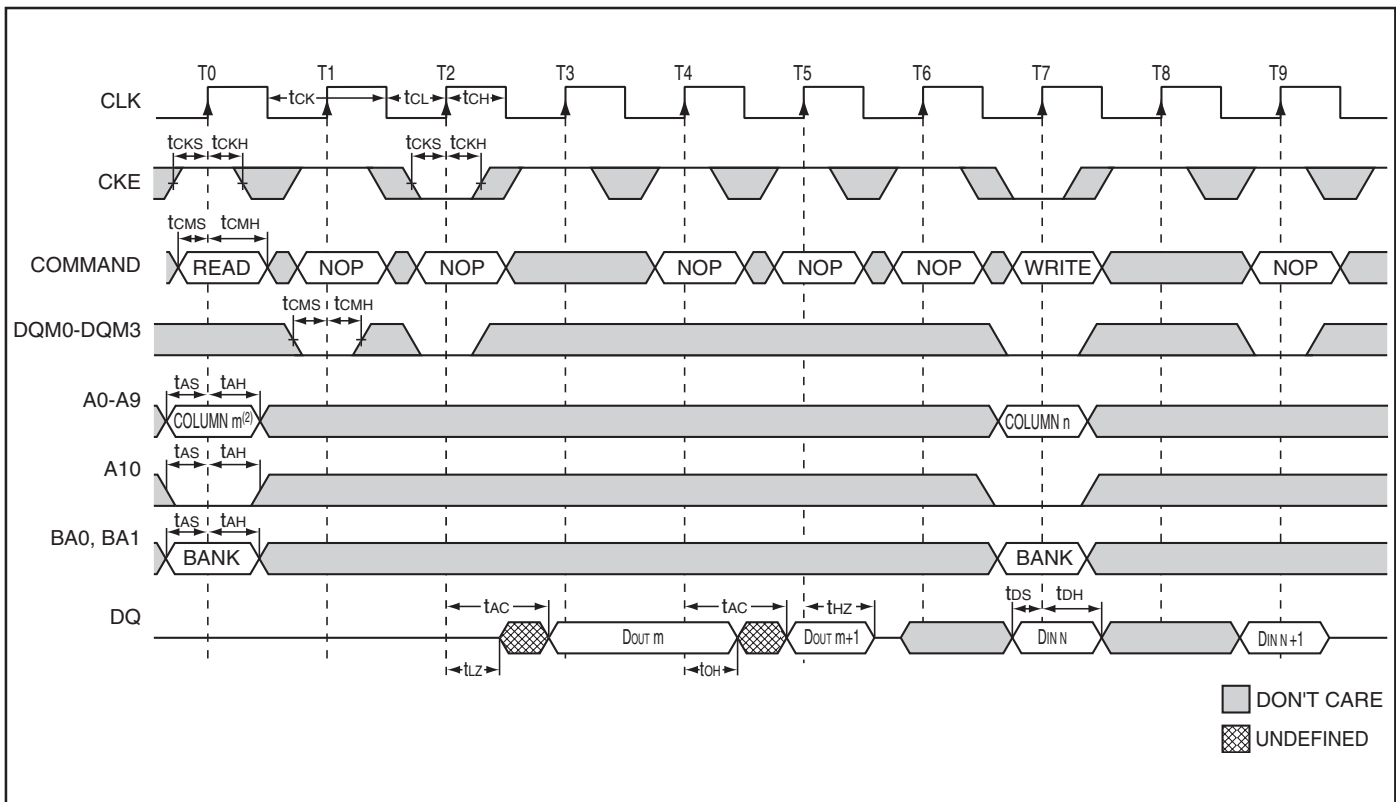 T0 T1 T2 T3 T4 T5 T6 T7 T8 T9
CLK tCK tCL tCH
tCKS tCKH tCKS tCKH
CKE
tCMS tCMH
COMMAND READ NOP NOP NOP NOP NOP WRITE NOP
tCMS tCMH
DQM0-DQM3
tAS tAH
A0-A9 COLUMN m(2) COLUMN n
tAS tAH
A10
tAS tAH
BA0, BA1 BANK BANK
tAC tAC tHZ tDS tDH
DQ DOUT m DOUT m+1 DIN N DIN N +1
tLZ tOH
DON'T CARE
UNDEFINED